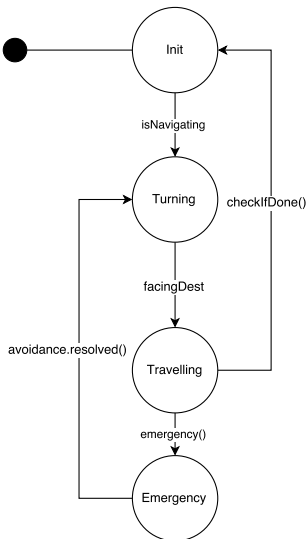 Init
isNavigating
Turning
checkIfDone()
facingDest
avoidance.resolved()
Travelling
emergency()
Emergency